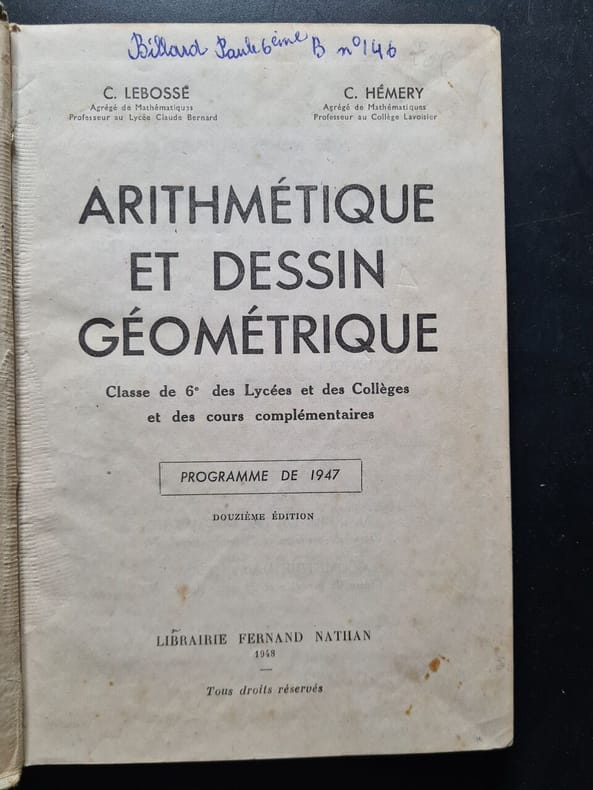 Billard Paule 6ème B n° 146
C. LEBOSSÉ
Agrégé de Mathématiques
Professeur au Lycée Claude Bernard
C. HÉMERY
Agrégé de Mathématiques
Professeur au Collège Lavoisier
ARITHMÉTIQUE
ET DESSIN
GÉOMÉTRIQUE
Classe de 6e des Lycées et des Collèges
et des cours complémentaires
PROGRAMME DE 1947
DOUZIÈME ÉDITION
LIBRAIRIE FERNAND NATHAN
1948
Tous droits réservés